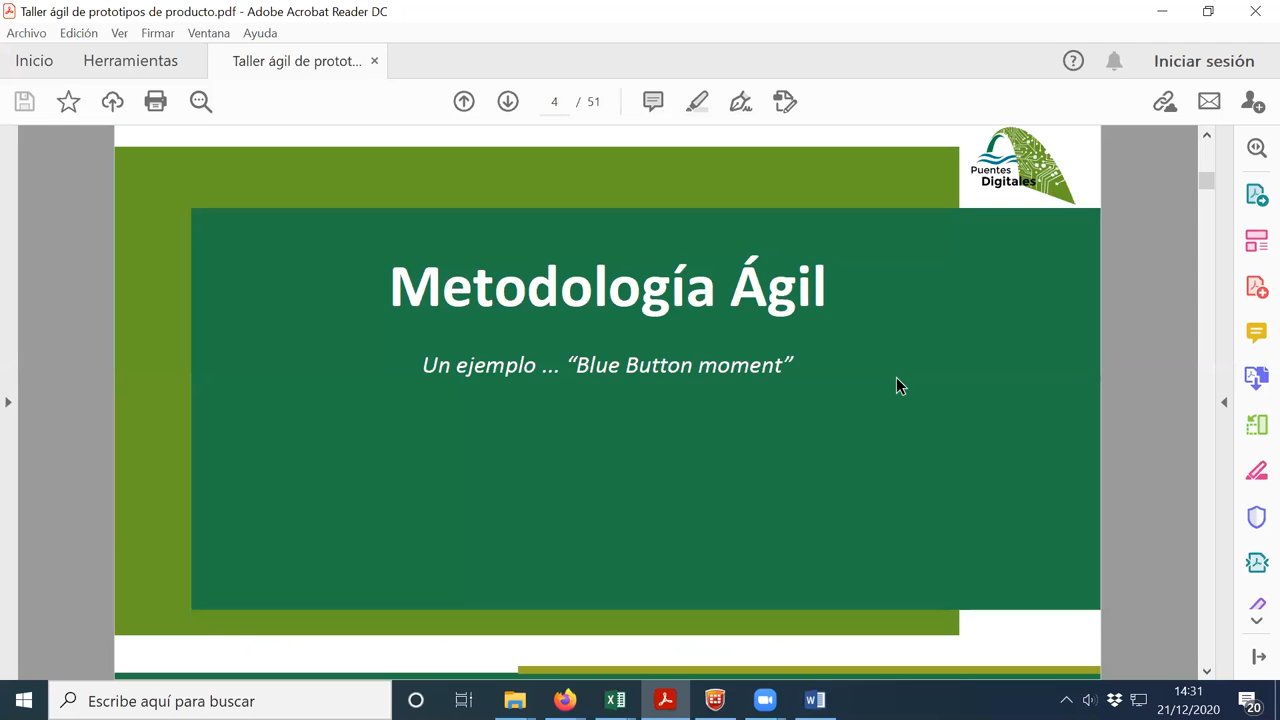 Taller ágil de prototipos de producto.pdf - Adobe Acrobat Reader DC
Archivo Edición Ver Firmar Ventana Ayuda
Inicio Herramientas Taller ágil de protot... × Iniciar sesión
4 / 51
Puentes
Digitales
Metodología Ágil
Un ejemplo ... “Blue Button moment”
Escribe aquí para buscar
14:31
21/12/2020
20